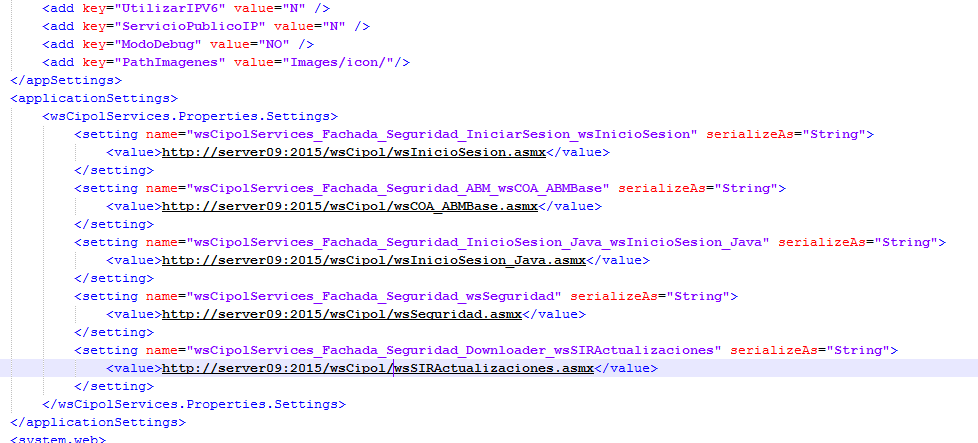 <add key="UtilizarIPV6" value="N" />
<add key="ServicioPublicoIP" value="N" />
<add key="ModoDebug" value="NO" />
<add key="PathImagenes" value="Images/icon/"/>
</appSettings>
<applicationSettings>
<wsCipolServices.Properties.Settings>
<setting name="wsCipolServices_Fachada_Seguridad_IniciarSesion_wsInicioSesion" serializeAs="String">
<value>http://server09:2015/wsCipol/wsInicioSesion.asmx</value>
</setting>
<setting name="wsCipolServices_Fachada_Seguridad_ABM_wsCOA_ABMBase" serializeAs="String">
<value>http://server09:2015/wsCipol/wsCOA_ABMBase.asmx</value>
</setting>
<setting name="wsCipolServices_Fachada_Seguridad_InicioSesion_Java_wsInicioSesion_Java" serializeAs="String">
<value>http://server09:2015/wsCipol/wsInicioSesion_Java.asmx</value>
</setting>
<setting name="wsCipolServices_Fachada_Seguridad_wsSeguridad" serializeAs="String">
<value>http://server09:2015/wsCipol/wsSeguridad.asmx</value>
</setting>
<setting name="wsCipolServices_Fachada_Seguridad_Downloader_wsSIRActualizaciones" serializeAs="String">
<value>http://server09:2015/wsCipol/wsSIRActualizaciones.asmx</value>
</setting>
</wsCipolServices.Properties.Settings>
</applicationSettings>
<system.web>